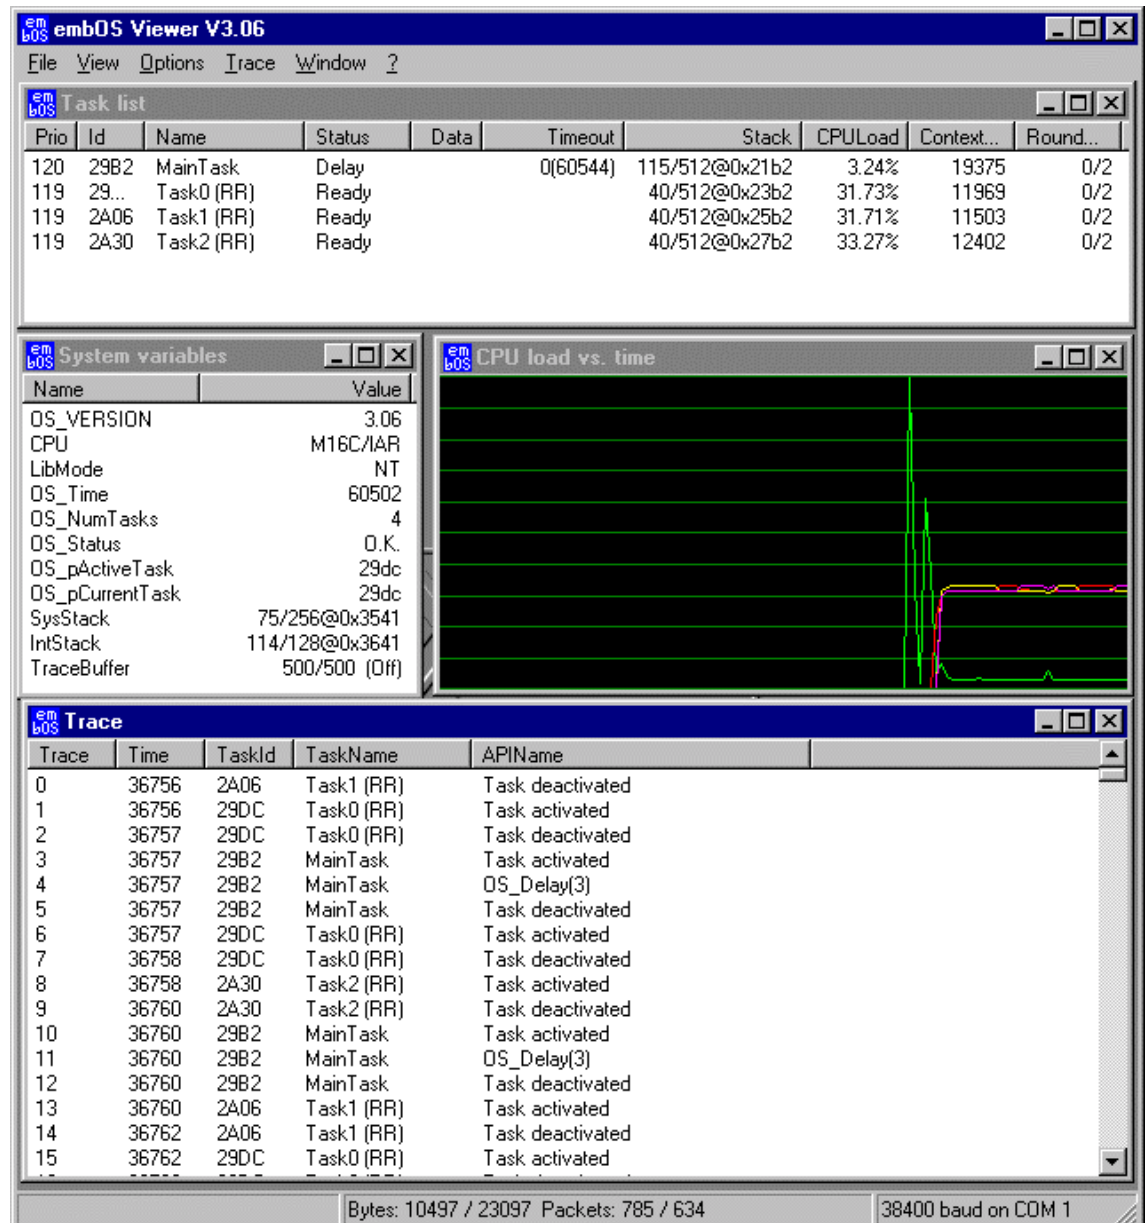 em bOS embOS Viewer V3.06
File View Options Trace Window ?
em bOS Task list
Prio Id Name Status Data Timeout Stack CPULoad Context... Round...
120 29B2 MainTask Delay 0(60544) 115/512@0x21b2 3.24% 19375 0/2
119 29... Task0 (RR) Ready 40/512@0x23b2 31.73% 11969 0/2
119 2A06 Task1 (RR) Ready 40/512@0x25b2 31.71% 11503 0/2
119 2A30 Task2 (RR) Ready 40/512@0x27b2 33.27% 12402 0/2
em bOS System variables
Name Value
OS_VERSION 3.06
CPU M16C/IAR
LibMode NT
OS_Time 60502
OS_NumTasks 4
OS_Status O.K.
OS_pActiveTask 29dc
OS_pCurrentTask 29dc
SysStack 75/256@0x3541
IntStack 114/128@0x3641
TraceBuffer 500/500 (Off)
em bOS CPU load vs. time
em bOS Trace
Trace Time TaskId TaskName APIName
0 36756 2A06 Task1 (RR) Task deactivated
1 36756 29DC Task0 (RR) Task activated
2 36757 29DC Task0 (RR) Task deactivated
3 36757 29B2 MainTask Task activated
4 36757 29B2 MainTask OS_Delay(3)
5 36757 29B2 MainTask Task deactivated
6 36757 29DC Task0 (RR) Task activated
7 36758 29DC Task0 (RR) Task deactivated
8 36758 2A30 Task2 (RR) Task activated
9 36760 2A30 Task2 (RR) Task deactivated
10 36760 29B2 MainTask Task activated
11 36760 29B2 MainTask OS_Delay(3)
12 36760 29B2 MainTask Task deactivated
13 36760 2A06 Task1 (RR) Task activated
14 36762 2A06 Task1 (RR) Task deactivated
15 36762 29DC Task0 (RR) Task activated
Bytes: 10497 / 23097 Packets: 785 / 634
38400 baud on COM 1